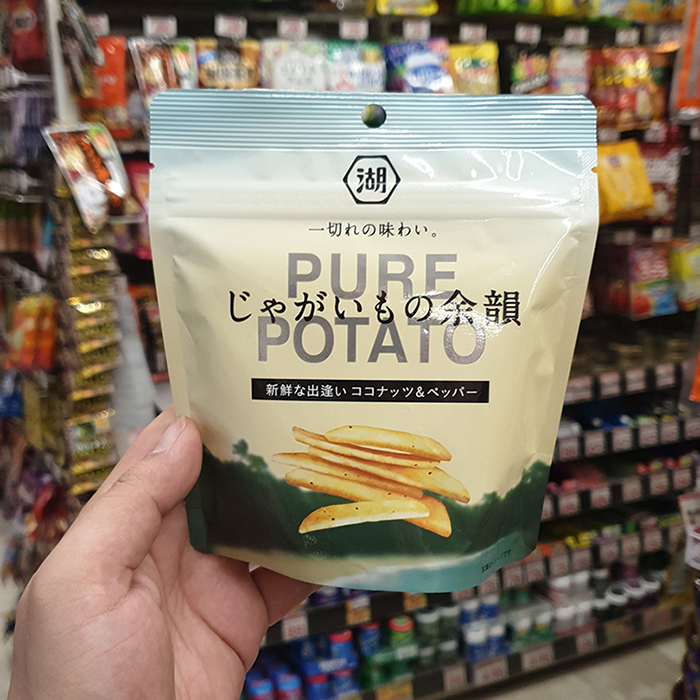 湖
一切れの味わい。
PURE
じゃがいもの余韻
POTATO
新鮮な出逢い ココナッツ&ペッパー